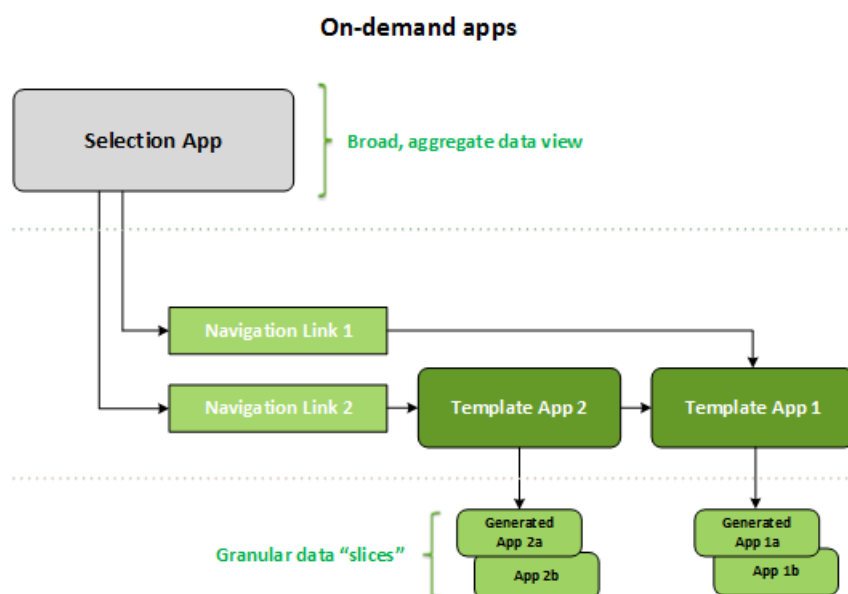 On-demand apps
Selection App
Broad, aggregate data view
Navigation Link 1
Navigation Link 2
Template App 2
Template App 1
Granular data “slices”
Generated
App 2a
App 2b
Generated
App 1a
App 1b